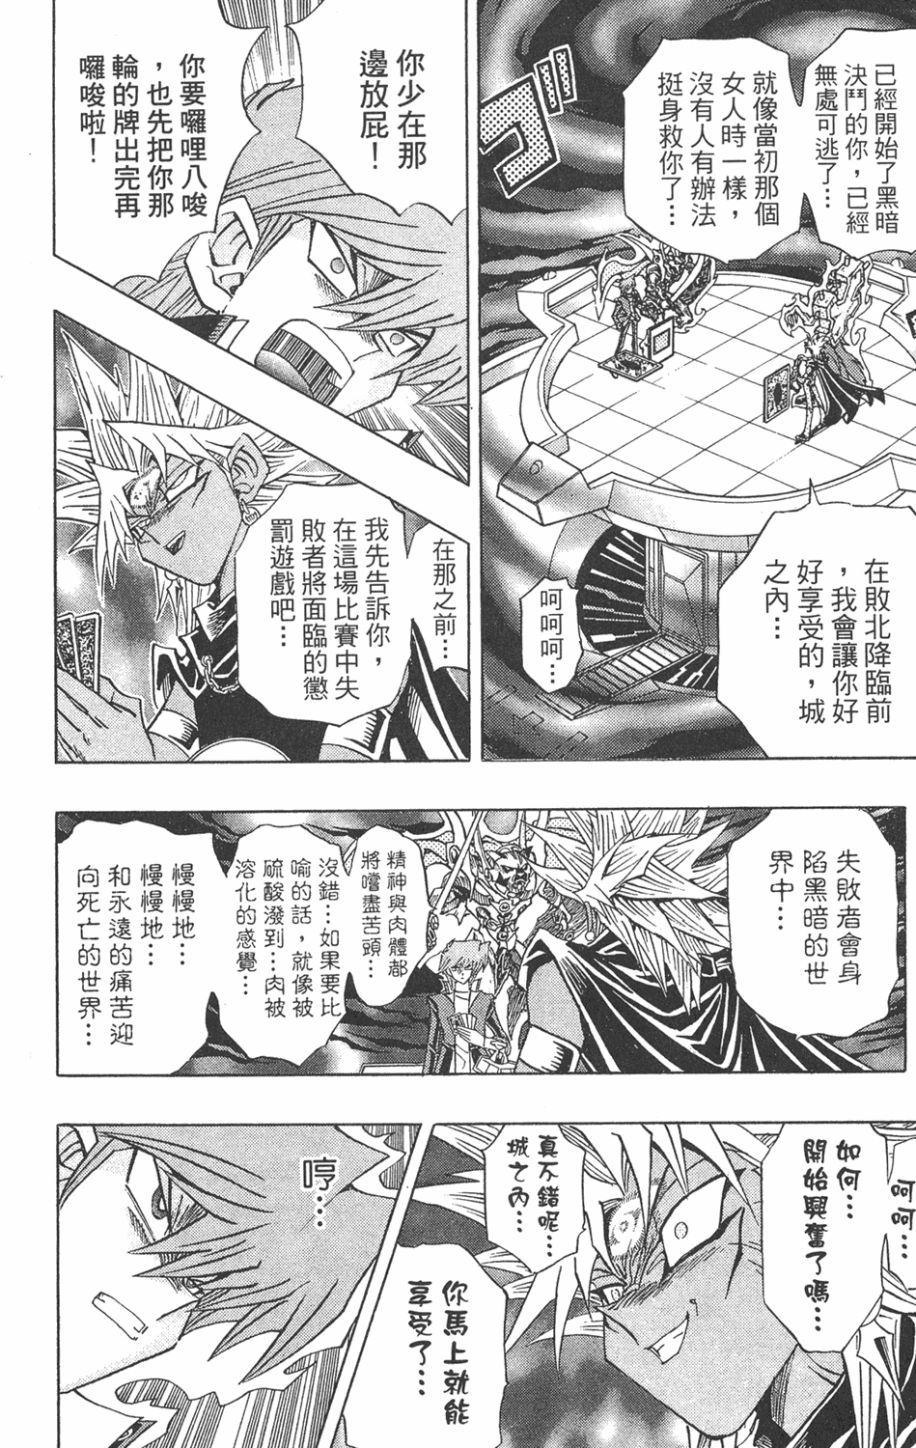 已經開始了黑暗
決鬥的你，已經
無處可逃了…
就像當初那個
女人時一樣，
沒有人有辦法
挺身救你了…
ゴ
在敗北降臨前
，我會讓你好
好享受的，城
之內…
呵呵呵…
你少在那
邊放屁！
你要囉哩八唆
，也先把你那
輪的牌出完再
囉唆啦！
在那之前…
我先告訴你，
在這場比賽中失
敗者將面臨的懲
罰遊戲吧…
失敗者會身
陷黑暗的世
界中…
精神與肉體都
將嚐盡苦頭…
沒錯…如果要比
喻的話，就像被
硫酸潑到…肉被
溶化的感覺…
慢慢地…
慢慢地…
和永遠的痛苦迎
向死亡的世界…
呵呵…
如何…
開始興奮了嗎…
真不錯呢…
城之內…
你馬上就能
享受了…
哼…